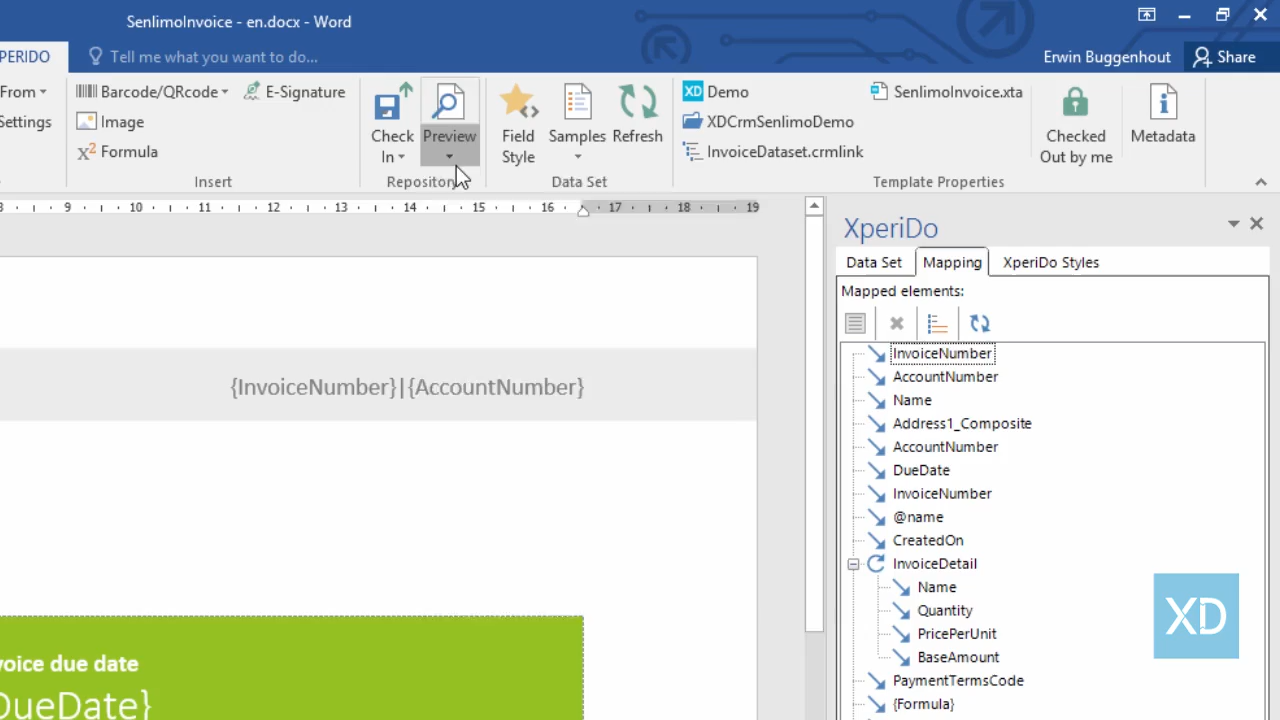 SenlimoInvoice - en.docx - Word
PERIDO
Tell me what you want to do...
Erwin Buggenhout
Share
From
Settings
Barcode/QRcode
E-Signature
Image
Formula
Insert
Check In
Preview
Repository
Field Style
Samples
Refresh
Data Set
XD Demo
SenlimoInvoice.xta
XDCrmSenlimoDemo
InvoiceDataset.crmlink
Checked Out by me
Metadata
Template Properties
8 9 10 11 12 13 14 15 16 17 18 19
{InvoiceNumber}|{AccountNumber}
voice due date
DueDate}
XperiDo
Data Set
Mapping
XperiDo Styles
Mapped elements:
InvoiceNumber
AccountNumber
Name
Address1_Composite
AccountNumber
DueDate
InvoiceNumber
@name
CreatedOn
InvoiceDetail
Name
Quantity
PricePerUnit
BaseAmount
PaymentTermsCode
{Formula}
XD